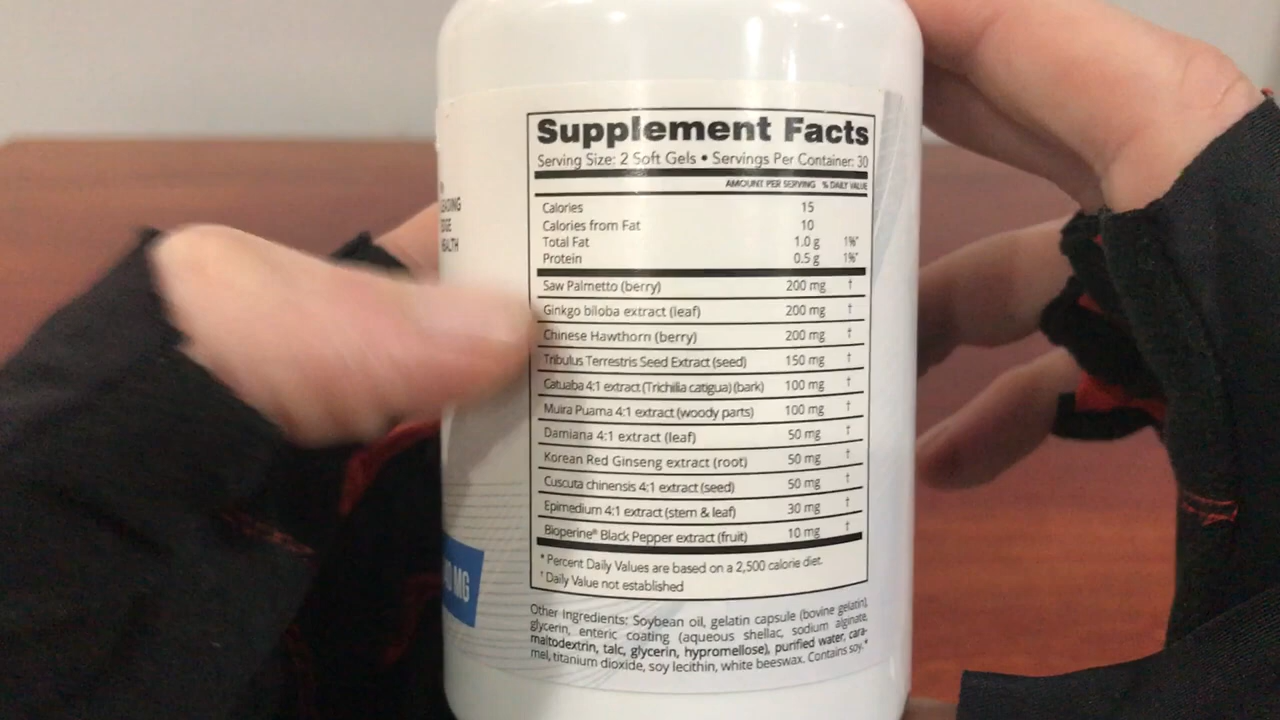 Supplement Facts
Serving Size: 2 Soft Gels • Servings Per Container: 30
AMOUNT PER SERVING % DAILY VALUE
Calories 15
Calories from Fat 10
Total Fat 1.0 g 1%*
Protein 0.5 g 1%*
Saw Palmetto (berry) 200 mg †
Ginkgo biloba extract (leaf) 200 mg †
Chinese Hawthorn (berry) 200 mg †
Tribulus Terrestris Seed Extract (seed) 150 mg †
Catuaba 4:1 extract (Trichilia catigua) (bark) 100 mg †
Muira Puama 4:1 extract (woody parts) 100 mg †
Damiana 4:1 extract (leaf) 50 mg †
Korean Red Ginseng extract (root) 50 mg †
Cuscuta chinensis 4:1 extract (seed) 50 mg †
Epimedium 4:1 extract (stem & leaf) 30 mg †
Bioperine® Black Pepper extract (fruit) 10 mg †
* Percent Daily Values are based on a 2,500 calorie diet.
† Daily Value not established
Other Ingredients: Soybean oil, gelatin capsule (bovine gelatin),
glycerin, enteric coating (aqueous shellac, sodium alginate,
maltodextrin, talc, glycerin, hypromellose), purified water, cara-
mel, titanium dioxide, soy lecithin, white beeswax. Contains soy.*
EDGE
HEALTH
MG